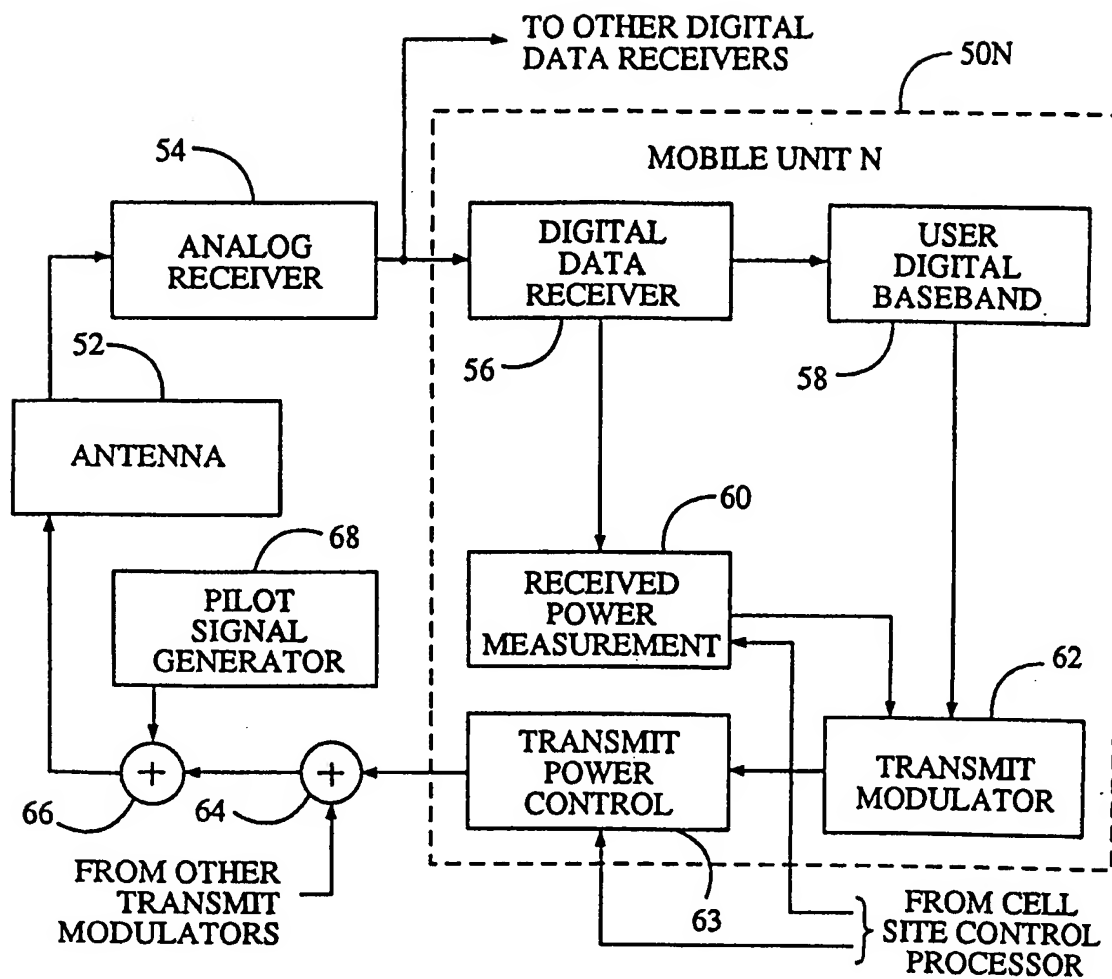 TO OTHER DIGITAL
DATA RECEIVERS
50N
54
MOBILE UNIT N
ANALOG
RECEIVER
DIGITAL
DATA
RECEIVER
USER
DIGITAL
BASEBAND
52
56
58
ANTENNA
68
60
PILOT
SIGNAL
GENERATOR
RECEIVED
POWER
MEASUREMENT
62
TRANSMIT
POWER
CONTROL
TRANSMIT
MODULATOR
+
+
66
64
63
FROM OTHER
TRANSMIT
MODULATORS
FROM CELL
SITE CONTROL
PROCESSOR